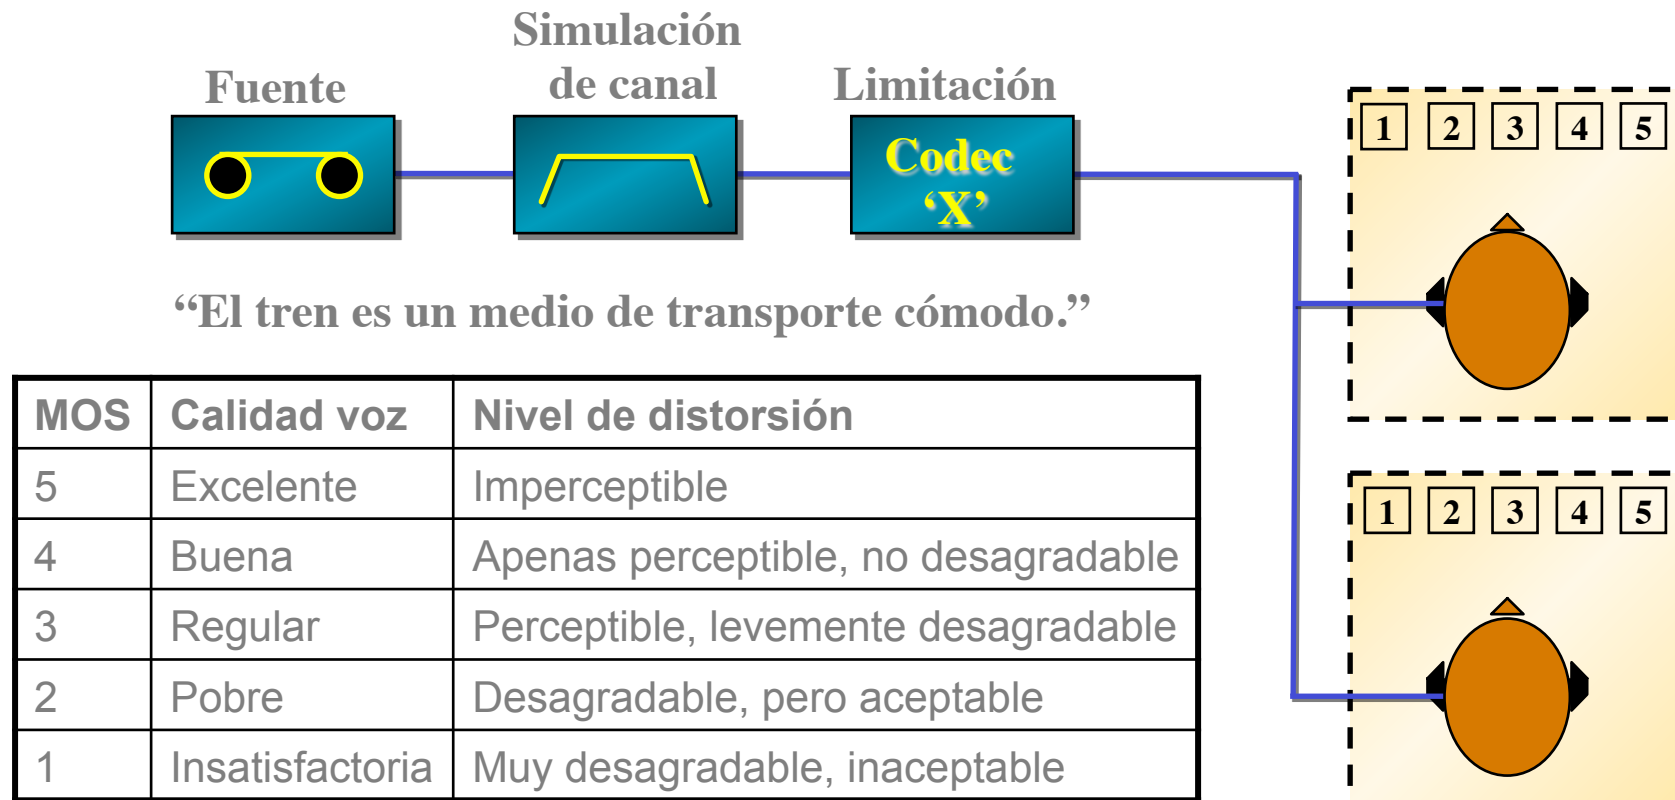 Simulación
de canal
Fuente
Limitación
Codec
‘X’
1 2 3 4 5
“El tren es un medio de transporte cómodo.”
MOS Calidad voz Nivel de distorsión
5 Excelente Imperceptible
4 Buena Apenas perceptible, no desagradable
3 Regular Perceptible, levemente desagradable
2 Pobre Desagradable, pero aceptable
1 Insatisfactoria Muy desagradable, inaceptable
1 2 3 4 5